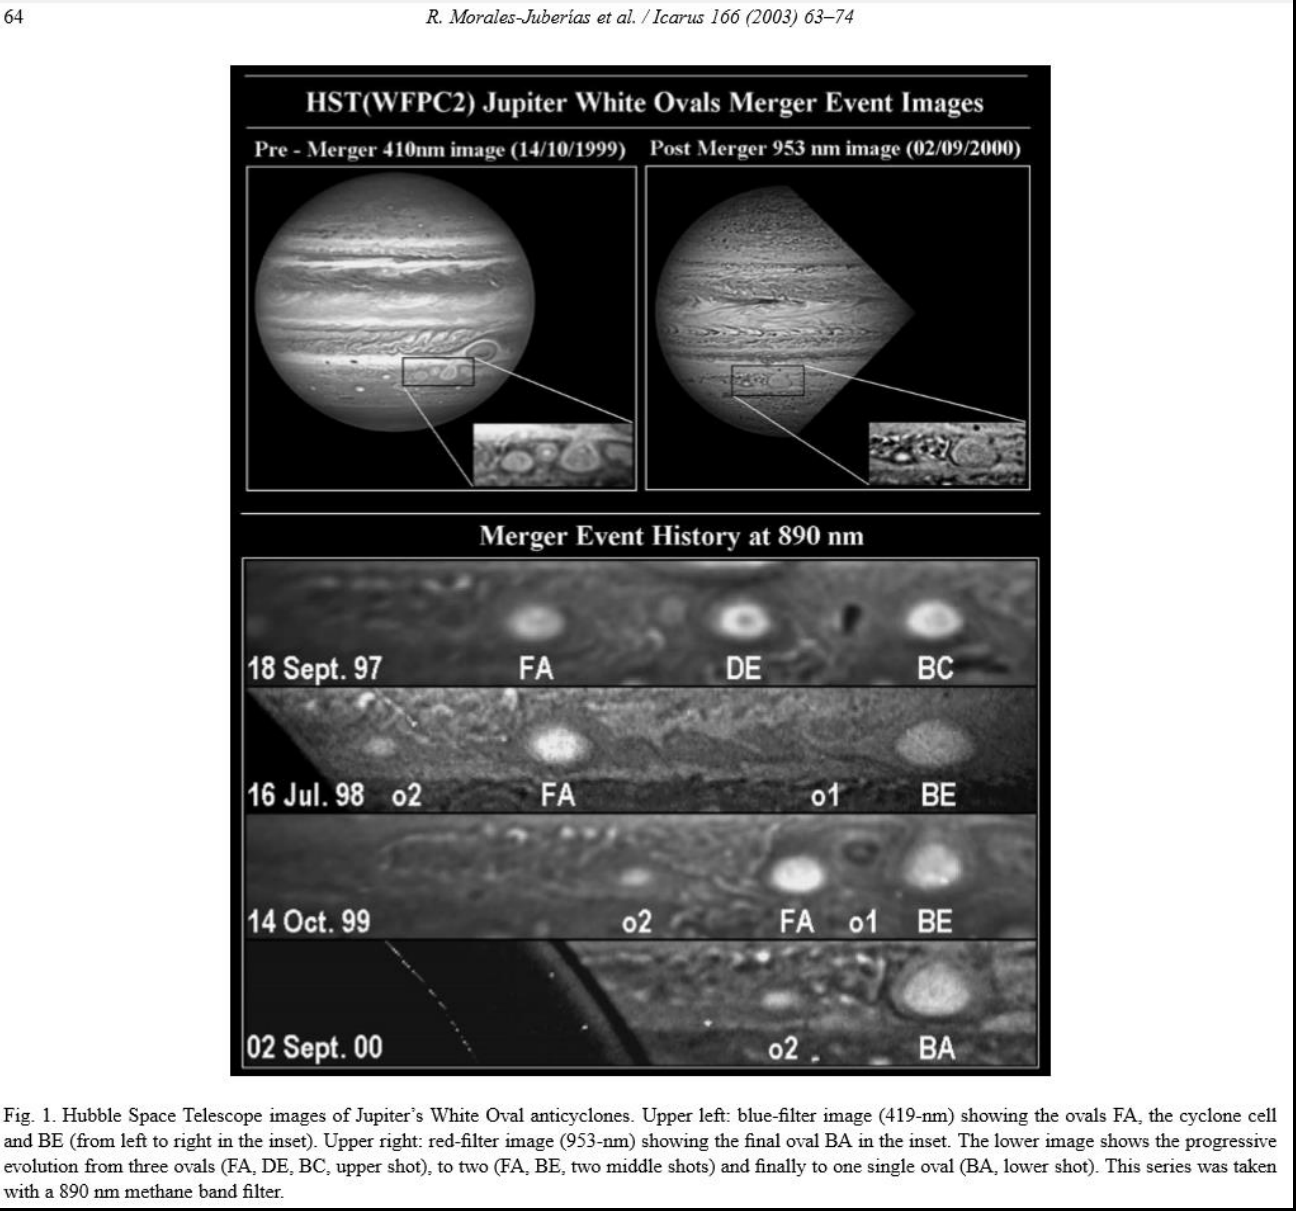 64
R. Morales-Juberías et al. / Icarus 166 (2003) 63–74
HST(WFPC2) Jupiter White Ovals Merger Event Images
Pre - Merger 410nm image (14/10/1999)
Post Merger 953 nm image (02/09/2000)
Merger Event History at 890 nm
18 Sept. 97 FA DE BC
16 Jul. 98 o2 FA o1 BE
14 Oct. 99 o2 FA o1 BE
02 Sept. 00 o2 BA
Fig. 1. Hubble Space Telescope images of Jupiter's White Oval anticyclones. Upper left: blue-filter image (419-nm) showing the ovals FA, the cyclone cell
and BE (from left to right in the inset). Upper right: red-filter image (953-nm) showing the final oval BA in the inset. The lower image shows the progressive
evolution from three ovals (FA, DE, BC, upper shot), to two (FA, BE, two middle shots) and finally to one single oval (BA, lower shot). This series was taken
with a 890 nm methane band filter.